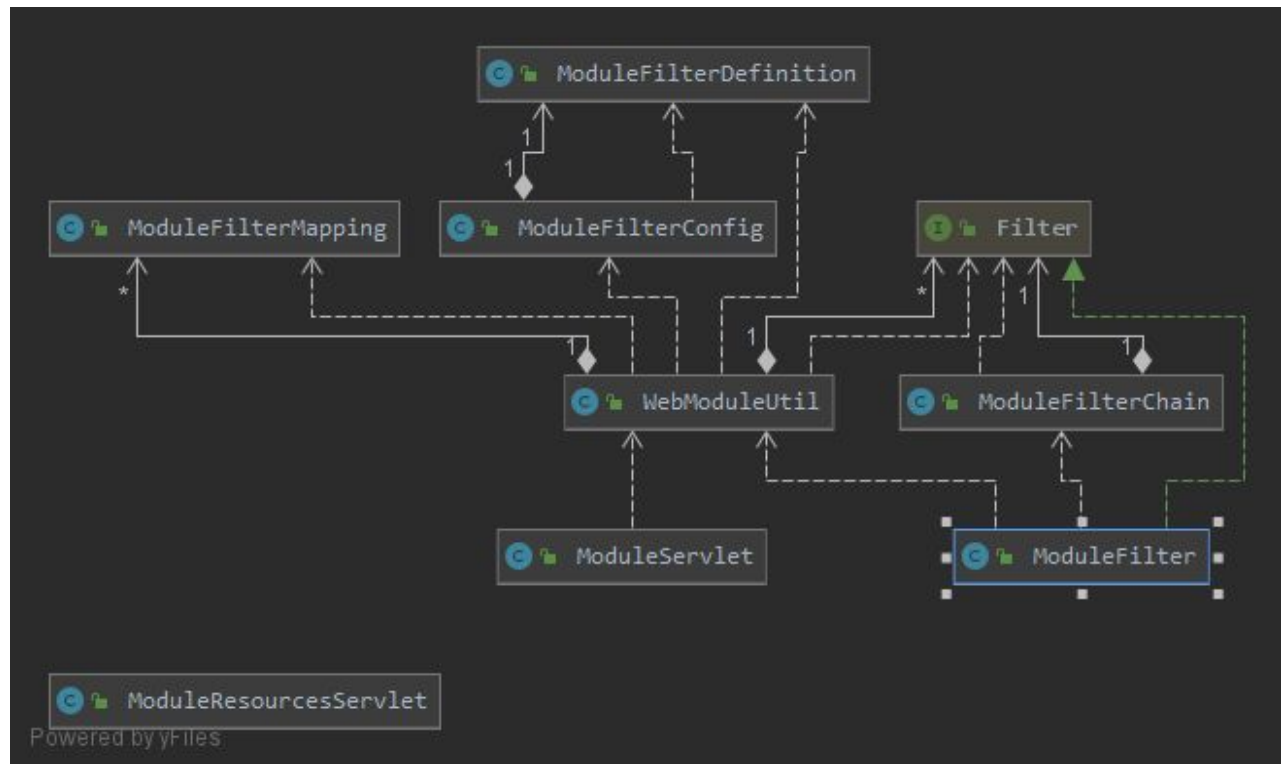 ModuleFilterDefinition
1
1
ModuleFilterMapping
ModuleFilterConfig
Filter
*
*
1
1
1
1
WebModuleUtil
ModuleFilterChain
ModuleServlet
ModuleFilter
ModuleResourcesServlet
Powered by yFiles